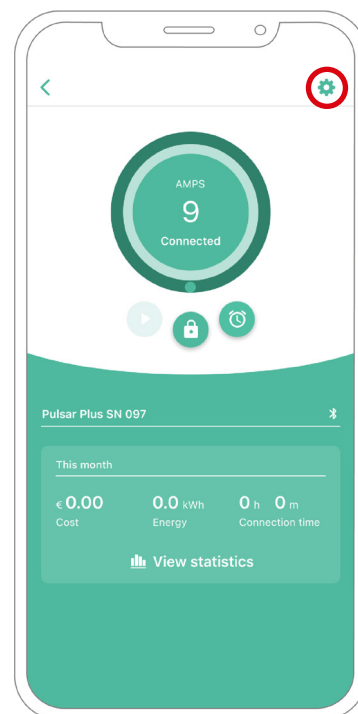 AMPS
9
Connected
Pulsar Plus SN 097
This month
€ 0.00 0.0 kWh 0 h 0 m
Cost Energy Connection time
View statistics